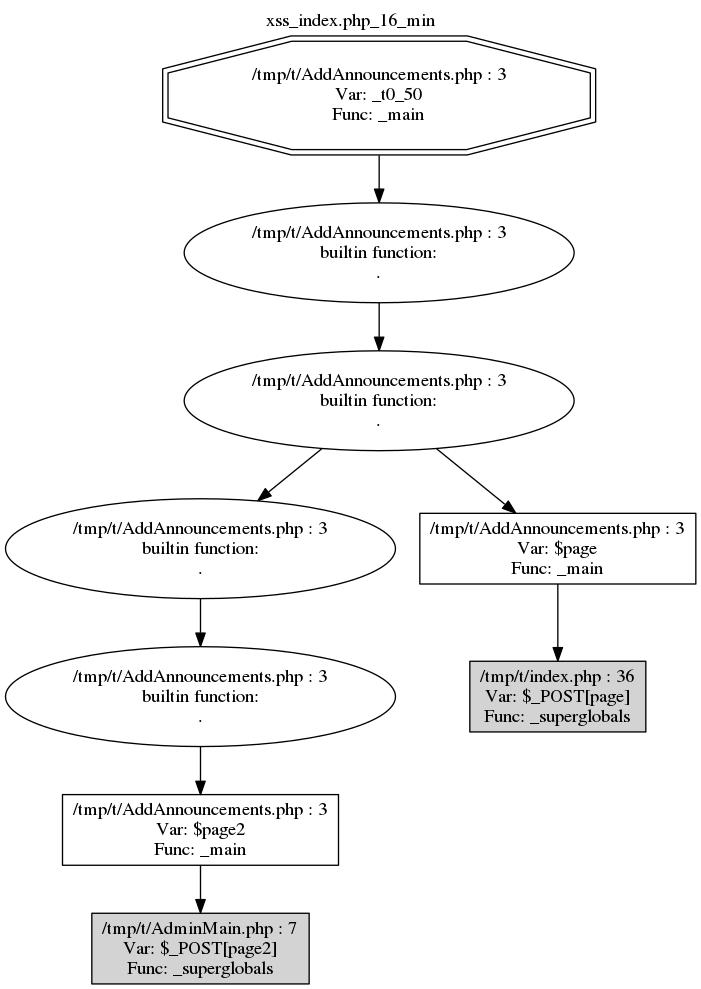 xss_index.php_16_min
/tmp/t/AddAnnouncements.php : 3
Var: _t0_50
Func: _main
/tmp/t/AddAnnouncements.php : 3
builtin function:
.
/tmp/t/AddAnnouncements.php : 3
builtin function:
.
/tmp/t/AddAnnouncements.php : 3
builtin function:
.
/tmp/t/AddAnnouncements.php : 3
Var: $page
Func: _main
/tmp/t/AddAnnouncements.php : 3
builtin function:
.
/tmp/t/index.php : 36
Var: $_POST[page]
Func: _superglobals
/tmp/t/AddAnnouncements.php : 3
Var: $page2
Func: _main
/tmp/t/AdminMain.php : 7
Var: $_POST[page2]
Func: _superglobals